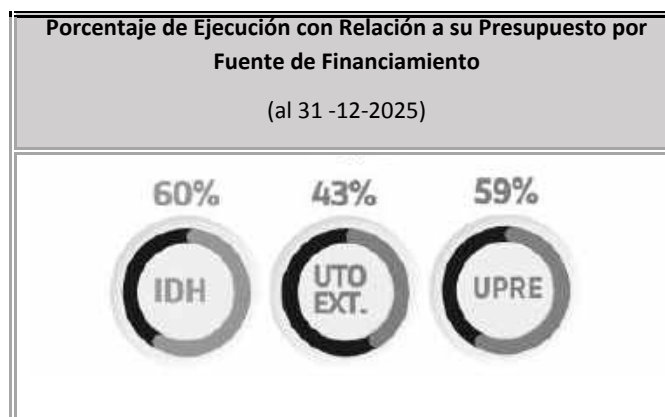 Porcentaje de Ejecución con Relación a su Presupuesto por
Fuente de Financiamiento
(al 31 -12-2025)
60% 43% 59%
IDH UTO EXT. UPRE